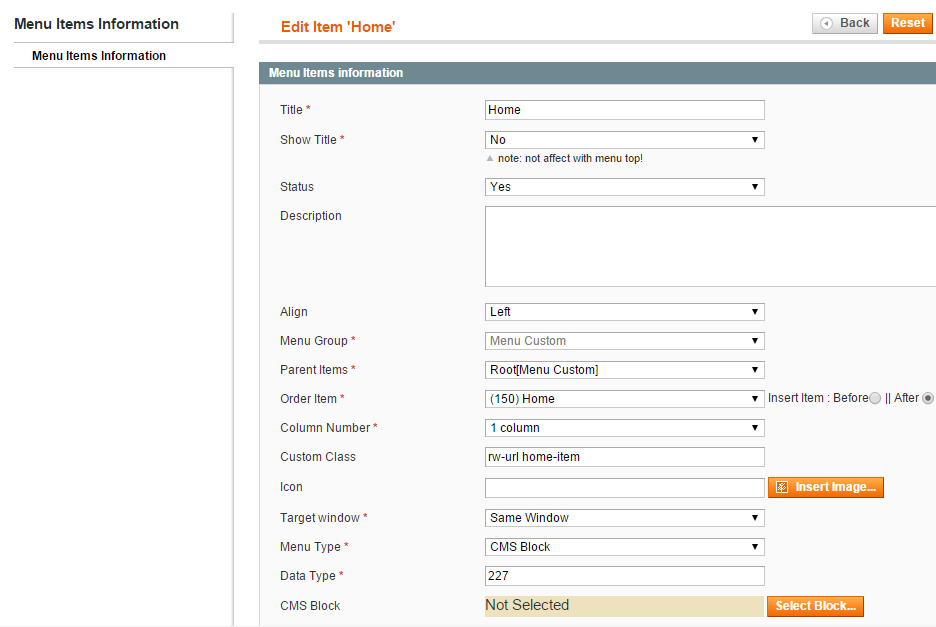 Menu Items Information
Menu Items Information
Edit Item 'Home'
Back
Reset
Menu Items information
Title *
Home
Show Title *
No
note: not affect with menu top!
Status
Yes
Description
Align
Left
Menu Group *
Menu Custom
Parent Items *
Root[Menu Custom]
Order Item *
(150) Home
Insert Item : Before || After
Column Number *
1 column
Custom Class
rw-url home-item
Icon
Insert Image...
Target window *
Same Window
Menu Type *
CMS Block
Data Type *
227
CMS Block
Not Selected
Select Block...